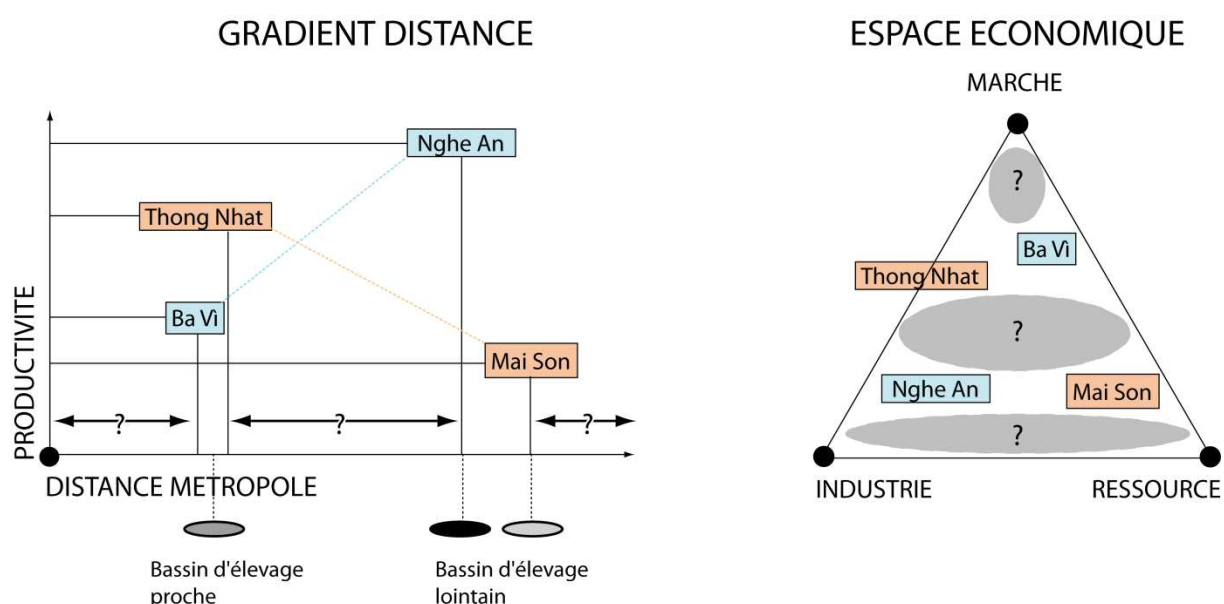 GRADIENT DISTANCE
PRODUCTIVITE
Nghe An
Thong Nhat
Ba Vì
Mai Son
?
?
?
DISTANCE METROPOLE
Bassin d'élevage
proche
Bassin d'élevage
lointain
ESPACE ECONOMIQUE
MARCHE
?
Ba Vì
Thong Nhat
?
Nghe An
Mai Son
?
INDUSTRIE
RESSOURCE